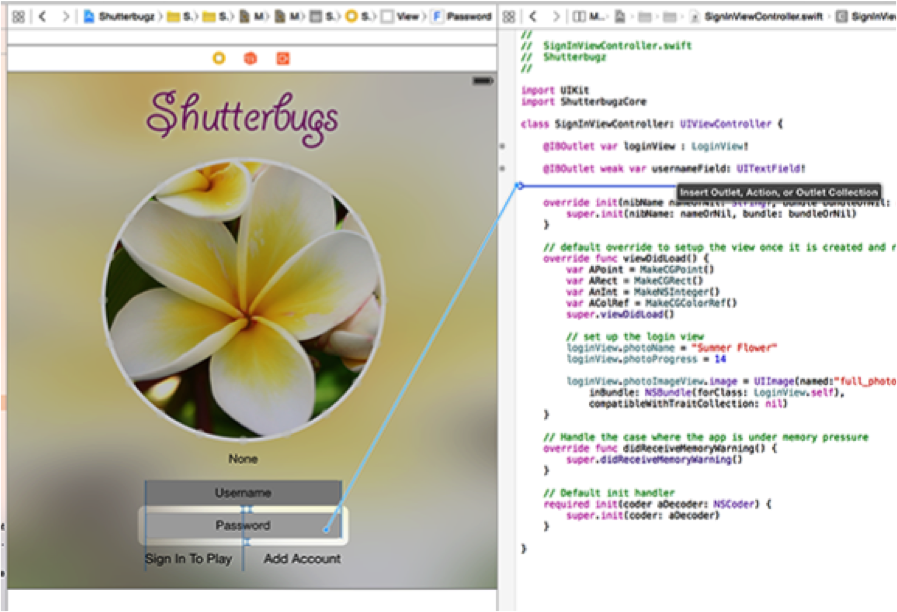 Shutterbugz S... S... M... M... S... S... View F Password
M... SignInViewController.swift SignInView
Shutterbugs
None
Username
Password
Sign In To Play Add Account
//
// SignInViewController.swift
// Shutterbugz
//
import UIKit
import ShutterbugzCore
class SignInViewController: UIViewController {
@IBOutlet var loginView : LoginView!
@IBOutlet weak var usernameField: UITextField!
Insert Outlet, Action, or Outlet Collection
override init(nibName nameOrNil: String?, bundle bundleOrNil:
super.init(nibName: nameOrNil, bundle: bundleOrNil)
}
// default override to setup the view once it is created and r
override func viewDidLoad() {
var APoint = MakeCGPoint()
var ARect = MakeCGRect()
var AnInt = MakeNSInteger()
var AColRef = MakeCGColorRef()
super.viewDidLoad()
// set up the login view
loginView.photoName = "Summer Flower"
loginView.photoProgress = 14
loginView.photoImageView.image = UIImage(named:"full_photo
inBundle: NSBundle(forClass: LoginView.self),
compatibleWithTraitCollection: nil)
}
// Handle the case where the app is under memory pressure
override func didReceiveMemoryWarning() {
super.didReceiveMemoryWarning()
}
// Default init handler
required init(coder aDecoder: NSCoder) {
super.init(coder: aDecoder)
}
}